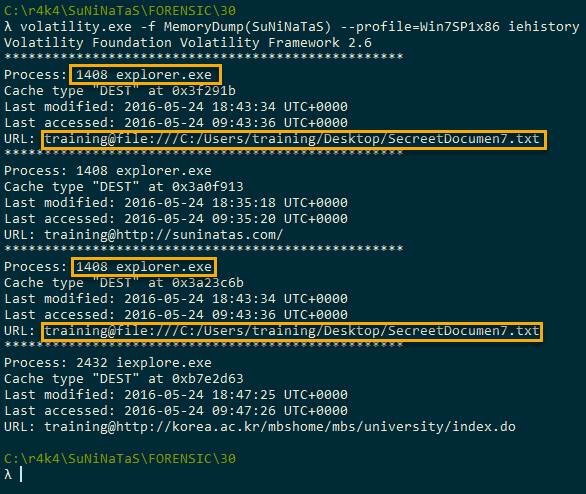 C:\r4k4\SuNiNaTaS\FORENSIC\30
λ volatility.exe -f MemoryDump(SuNiNaTaS) --profile=Win7SP1x86 iehistory
Volatility Foundation Volatility Framework 2.6
**************************************************
Process: 1408 explorer.exe
Cache type "DEST" at 0x3f291b
Last modified: 2016-05-24 18:43:34 UTC+0000
Last accessed: 2016-05-24 09:43:36 UTC+0000
URL: training@file:///C:/Users/training/Desktop/SecreetDocumen7.txt
**************************************************
Process: 1408 explorer.exe
Cache type "DEST" at 0x3a0f913
Last modified: 2016-05-24 18:35:18 UTC+0000
Last accessed: 2016-05-24 09:35:20 UTC+0000
URL: training@http://suninatas.com/
**************************************************
Process: 1408 explorer.exe
Cache type "DEST" at 0x3a23c6b
Last modified: 2016-05-24 18:43:34 UTC+0000
Last accessed: 2016-05-24 09:43:36 UTC+0000
URL: training@file:///C:/Users/training/Desktop/SecreetDocumen7.txt
**************************************************
Process: 2432 iexplore.exe
Cache type "DEST" at 0xb7e2d63
Last modified: 2016-05-24 18:47:25 UTC+0000
Last accessed: 2016-05-24 09:47:26 UTC+0000
URL: training@http://korea.ac.kr/mbshome/mbs/university/index.do
C:\r4k4\SuNiNaTaS\FORENSIC\30
λ